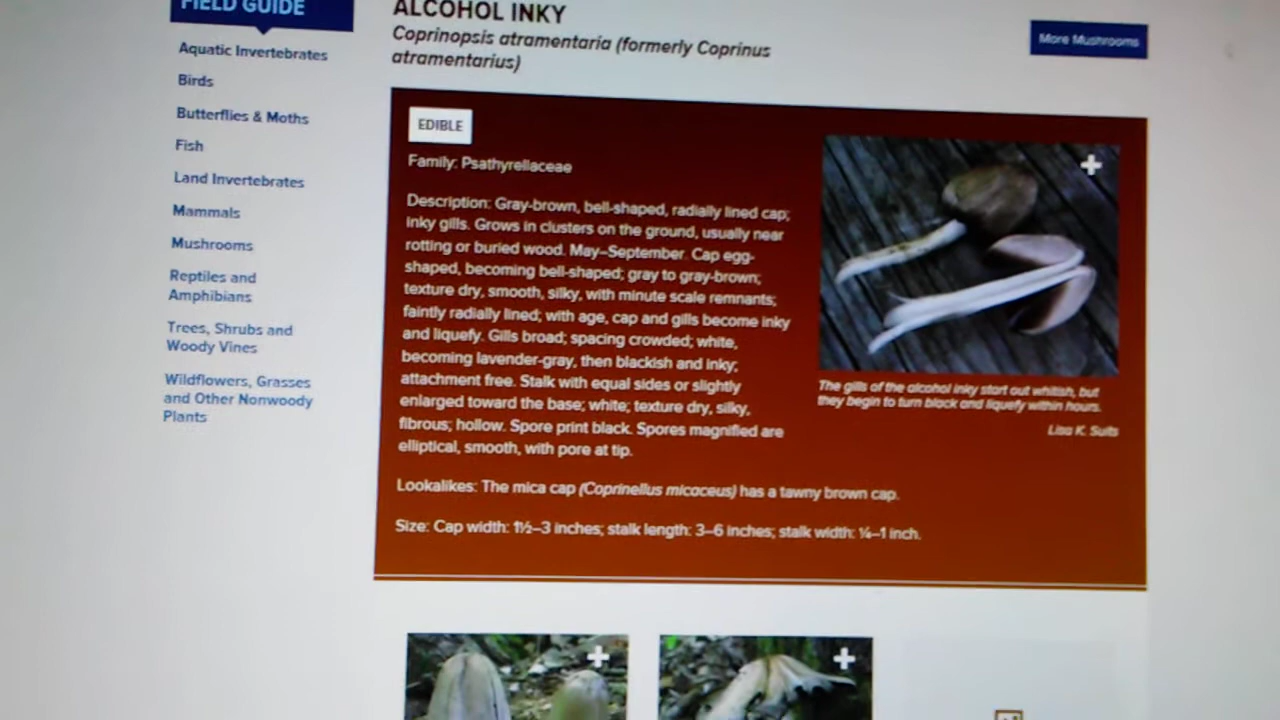 FIELD GUIDE
Aquatic Invertebrates
Birds
Butterflies & Moths
Fish
Land Invertebrates
Mammals
Mushrooms
Reptiles and
Amphibians
Trees, Shrubs and
Woody Vines
Wildflowers, Grasses
and Other Nonwoody
Plants
ALCOHOL INKY
Coprinopsis atramentaria (formerly Coprinus
atramentarius)
More Mushrooms
EDIBLE
Family: Psathyrellaceae
Description: Gray-brown, bell-shaped, radially lined cap;
inky gills. Grows in clusters on the ground, usually near
rotting or buried wood. May–September. Cap egg-
shaped, becoming bell-shaped; gray to gray-brown;
texture dry, smooth, silky, with minute scale remnants;
faintly radially lined; with age, cap and gills become inky
and liquefy. Gills broad; spacing crowded; white,
becoming lavender-gray, then blackish and inky;
attachment free. Stalk with equal sides or slightly
enlarged toward the base; white; texture dry, silky,
fibrous; hollow. Spore print black. Spores magnified are
elliptical, smooth, with pore at tip.
Lookalikes: The mica cap (Coprinellus micaceus) has a tawny brown cap.
Size: Cap width: 1½–3 inches; stalk length: 3–6 inches; stalk width: ¼–1 inch.
The gills of the alcohol inky start out whitish, but
they begin to turn black and liquefy within hours.
Lisa K. Suits